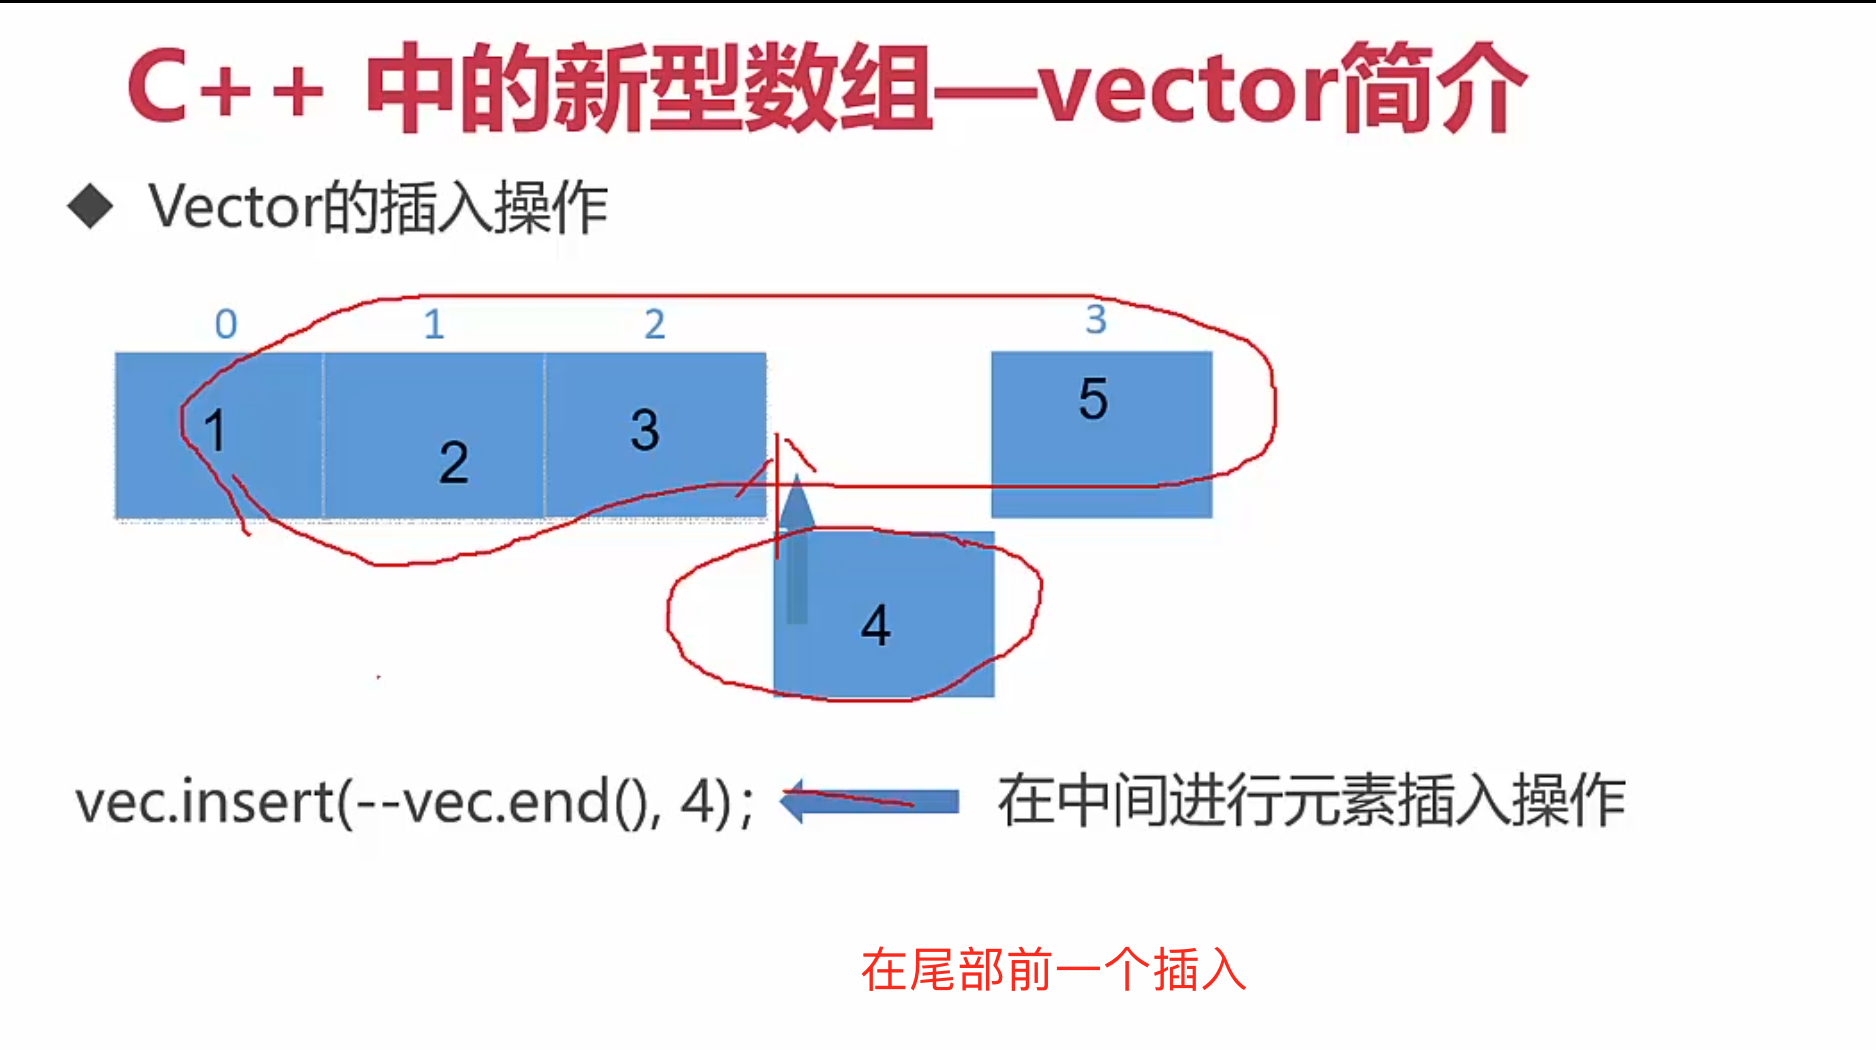 C++ 中的新型数组—vector简介
◆ Vector的插入操作
0 1 2 3
1 2 3 5
4
vec.insert(--vec.end(), 4); 在中间进行元素插入操作
在尾部前一个插入